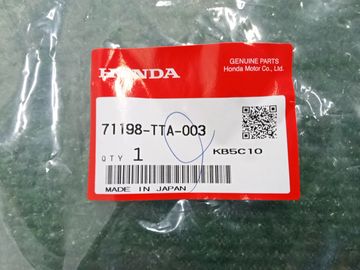 HONDA
GENUINE PARTS
Honda Motor Co., Ltd.
71198-TTA-003
QTY 1
KB5C10
MADE IN JAPAN